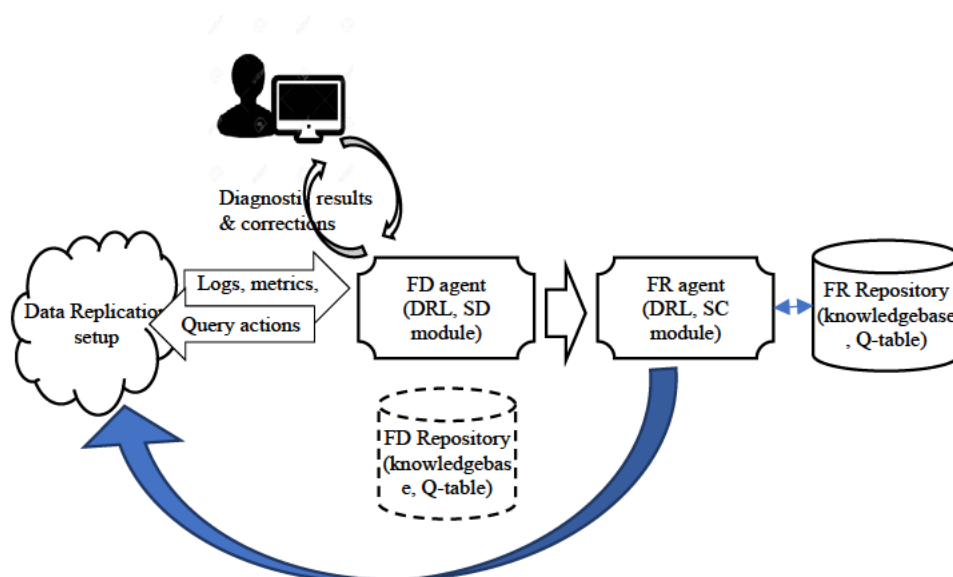 Diagnostic results
& corrections
Logs, metrics,
Query actions
Data Replication
setup
FD agent
(DRL, SD
module)
FR agent
(DRL, SC
module)
FR Repository
(knowledgebase
, Q-table)
FD Repository
(knowledgebas
e, Q-table)